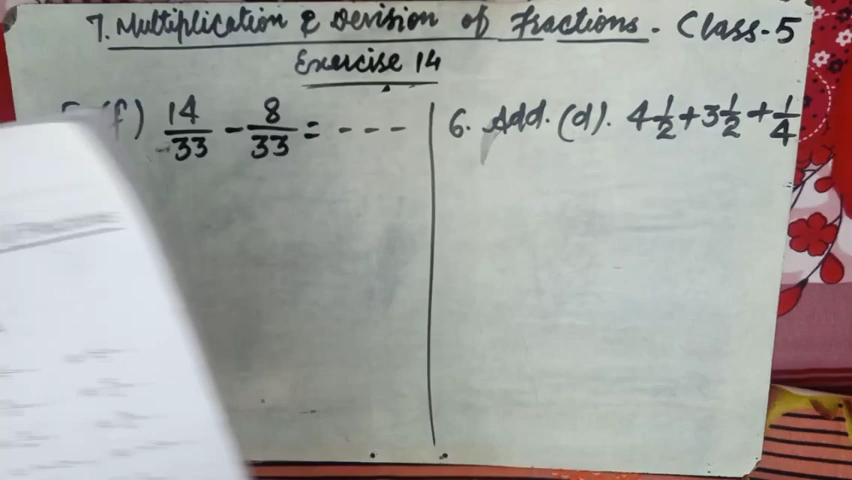 7. Multiplication & Devision of Fractions. Class-5
Exercise 14
(f) 14/33 - 8/33 = ---
6. Add. (d). 4 1/2 + 3 1/2 + 1/4